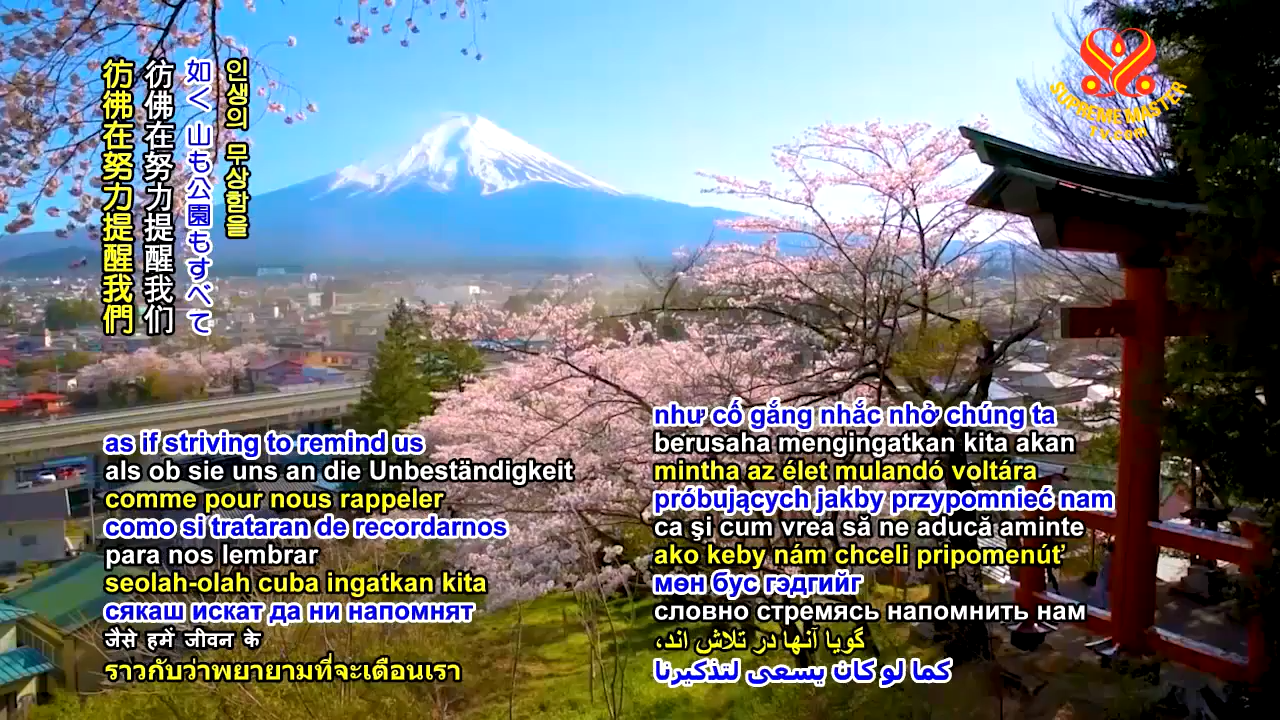 彷彿在努力提醒我們
彷佛在努力提醒我们
如く 山も公園もすべて
인생의 무상함을
SUPREME MASTER
TV.com
as if striving to remind us
als ob sie uns an die Unbeständigkeit
comme pour nous rappeler
como si trataran de recordarnos
para nos lembrar
seolah-olah cuba ingatkan kita
сякаш искат да ни напомнят
जैसे हमें जीवन के
ราวกับว่าพยายามที่จะเตือนเรา
như cố gắng nhắc nhở chúng ta
berusaha mengingatkan kita akan
mintha az élet mulandó voltára
próbujących jakby przypomnieć nam
ca şi cum vrea să ne aducă aminte
ako keby nám chceli pripomenúť
мөн бус гэдгийг
словно стремясь напомнить нам
گویا آنها در تلاش اند،
كما لو كان يسعى لتذكيرنا